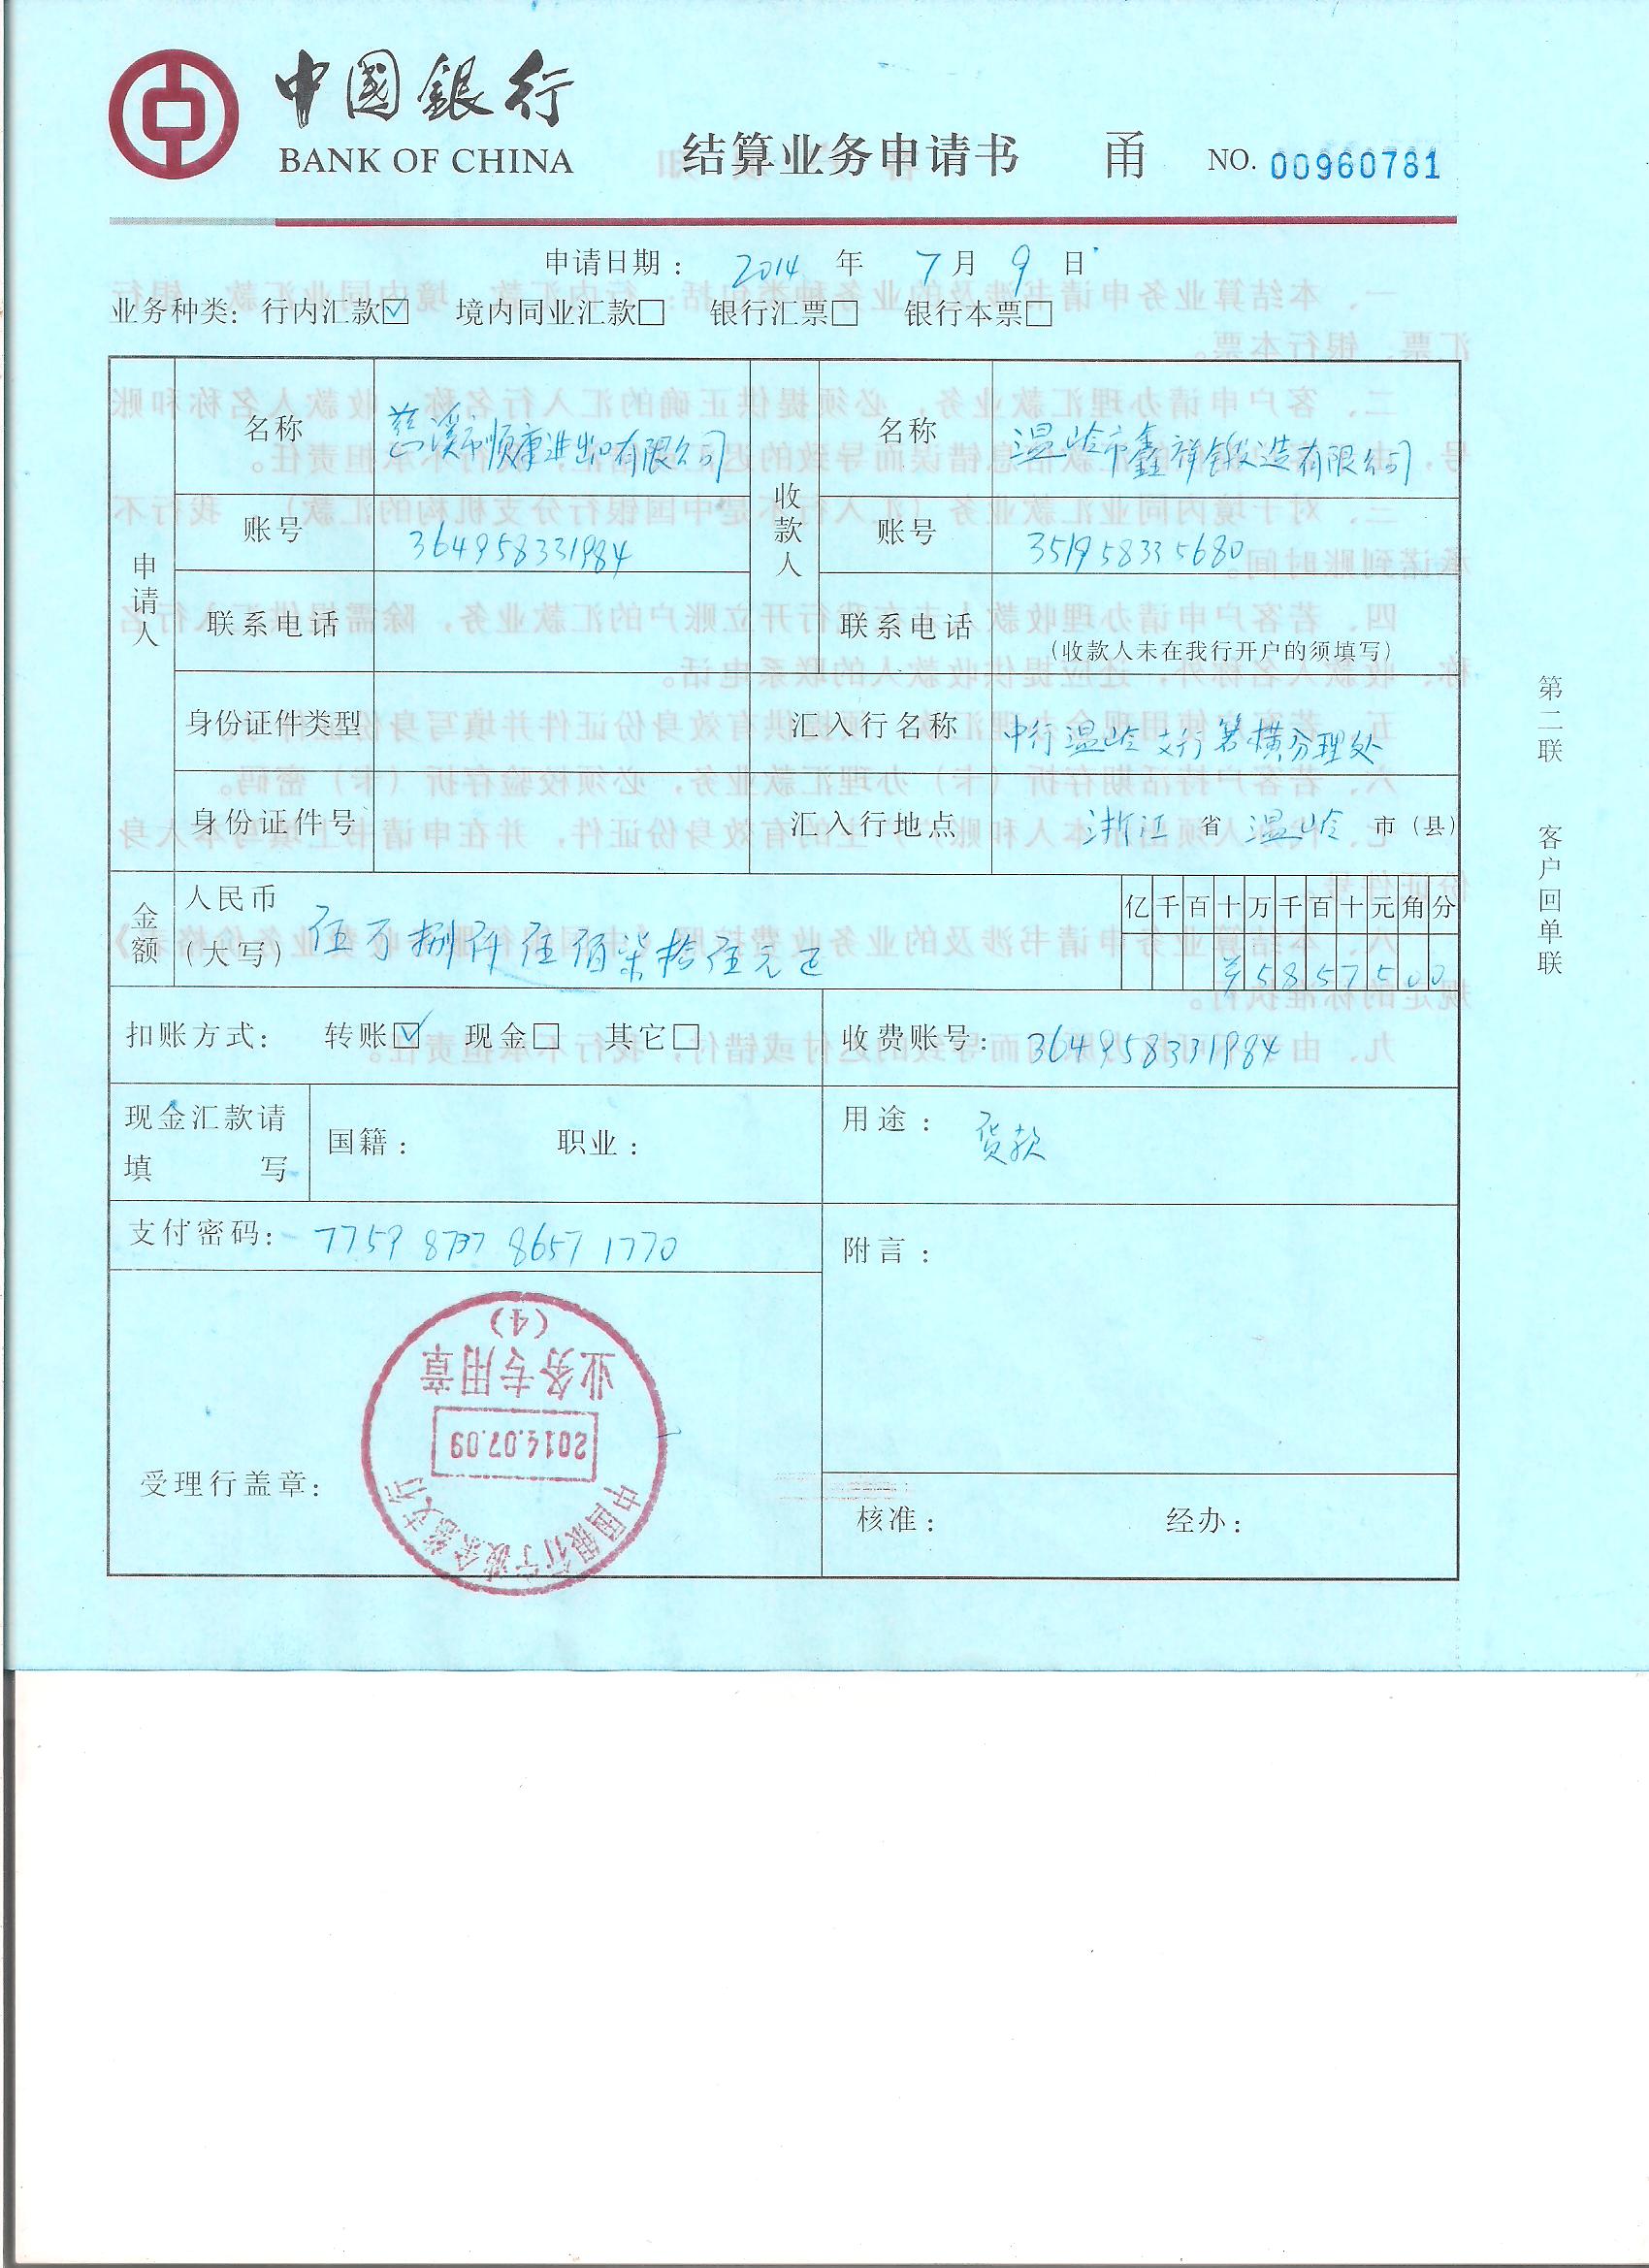 中國銀行
BANK OF CHINA
结算业务申请书 甬 NO. 00960781
申请日期： 2014 年 7 月 9 日
业务种类: 行内汇款☑ 境内同业汇款□ 银行汇票□ 银行本票□
申请人
名称 慈溪市顺康进出口有限公司
账号 364958331984
联系电话
身份证件类型
身份证件号
收款人
名称 温岭市鑫祥锻造有限公司
账号 351958335680
联系电话 (收款人未在我行开户的须填写)
汇入行名称 中行温岭支行箬横分理处
汇入行地点 浙江 省 温岭 市（县）
金额 人民币 (大写) 伍万捌仟伍佰柒拾伍元正
亿 千 百 十 万 千 百 十 元 角 分
¥ 5 8 5 7 5 0 0
扣账方式: 转账☑ 现金□ 其它□ 收费账号: 364958331984
现金汇款请填写 国籍: 职业: 用途: 货款
支付密码: 7759 8737 8657 1770
附言:
受理行盖章:
(4)
业务专用章
2014.07.09
核准: 经办:
第二联 客户回单联